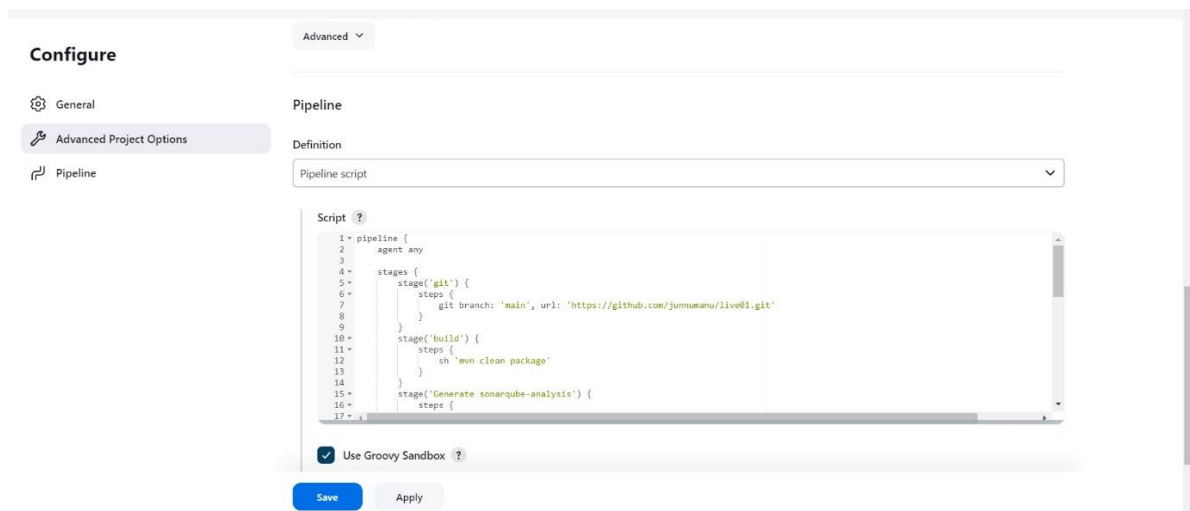 Configure
General
Advanced Project Options
Pipeline
Advanced
Pipeline
Definition
Pipeline script
Script ?
1 pipeline {
2 agent any
3
4 stages {
5 stage('git') {
6 steps {
7 git branch: 'main', url: 'https://github.com/junnumanu/live01.git'
8 }
9 }
10 stage('build') {
11 steps {
12 sh 'mvn clean package'
13 }
14 }
15 stage('Generate sonarqube-analysis') {
16 steps {
17
Use Groovy Sandbox ?
Save
Apply